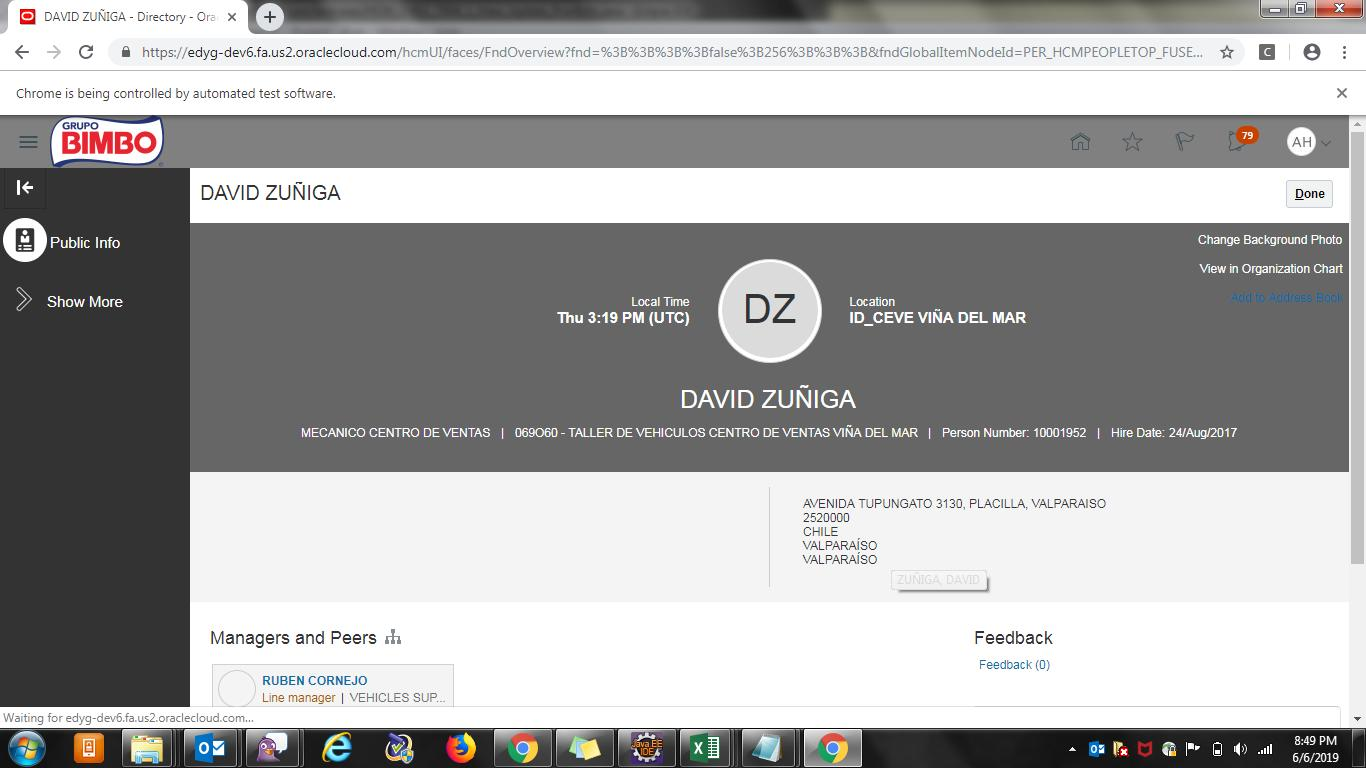 DAVID ZUÑIGA - Directory - Ora
https://edyg-dev6.fa.us2.oraclecloud.com/hcmUI/faces/FndOverview?fnd=%3B%3B%3B%3Bfalse%3B256%3B%3B%3B&fndGlobalItemNodeId=PER_HCMPEOPLETOP_FUSE...
C
Chrome is being controlled by automated test software.
GRUPO
BIMBO
79
AH
DAVID ZUÑIGA
Done
Public Info
Show More
Change Background Photo
View in Organization Chart
Add to Address Book
Local Time
Thu 3:19 PM (UTC)
DZ
Location
ID_CEVE VIÑA DEL MAR
DAVID ZUÑIGA
MECANICO CENTRO DE VENTAS | 069O60 - TALLER DE VEHICULOS CENTRO DE VENTAS VIÑA DEL MAR | Person Number: 10001952 | Hire Date: 24/Aug/2017
AVENIDA TUPUNGATO 3130, PLACILLA, VALPARAISO
2520000
CHILE
VALPARAÍSO
VALPARAÍSO
ZUÑIGA, DAVID
Managers and Peers
Feedback
Feedback (0)
RUBEN CORNEJO
Line manager | VEHICLES SUP...
Waiting for edyg-dev6.fa.us2.oraclecloud.com...
Java EE
IDE
8:49 PM
6/6/2019